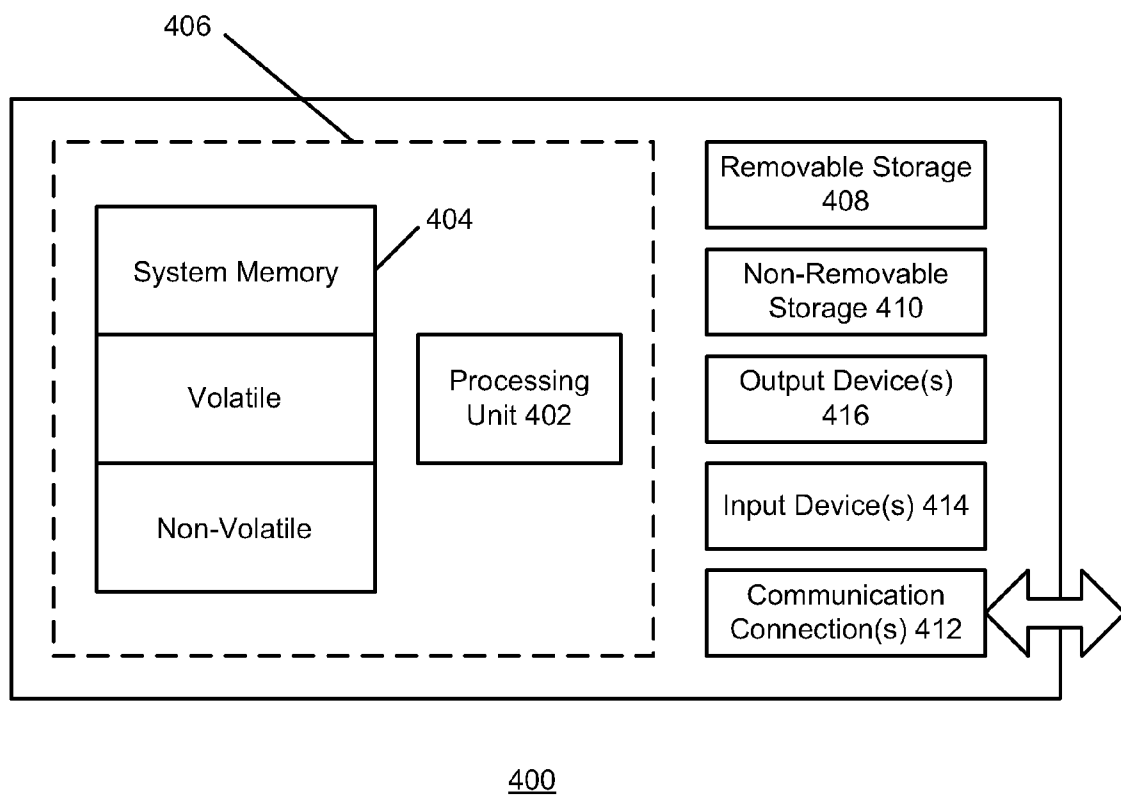 406
404
System Memory
Volatile
Non-Volatile
Processing
Unit 402
Removable Storage
408
Non-Removable
Storage 410
Output Device(s)
416
Input Device(s) 414
Communication
Connection(s) 412
400